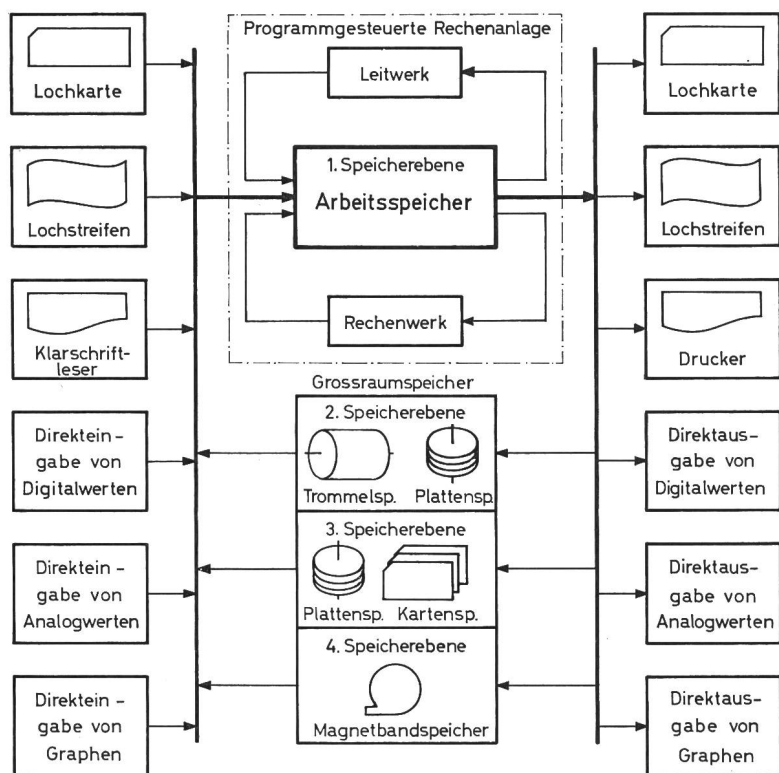 Programmgesteuerte Rechenanlage
Lochkarte
Lochstreifen
Klarschrift-
leser
Direktein-
gabe von
Digitalwerten
Direktein-
gabe von
Analogwerten
Direktein-
gabe von
Graphen
Leitwerk
1. Speicherebene
Arbeitsspeicher
Rechenwerk
Grossraumspeicher
2. Speicherebene
Trommelsp. Plattensp.
3. Speicherebene
Plattensp. Kartensp.
4. Speicherebene
Magnetbandspeicher
Lochkarte
Lochstreifen
Drucker
Direktaus-
gabe von
Digitalwerten
Direktaus-
gabe von
Analogwerten
Direktaus-
gabe von
Graphen